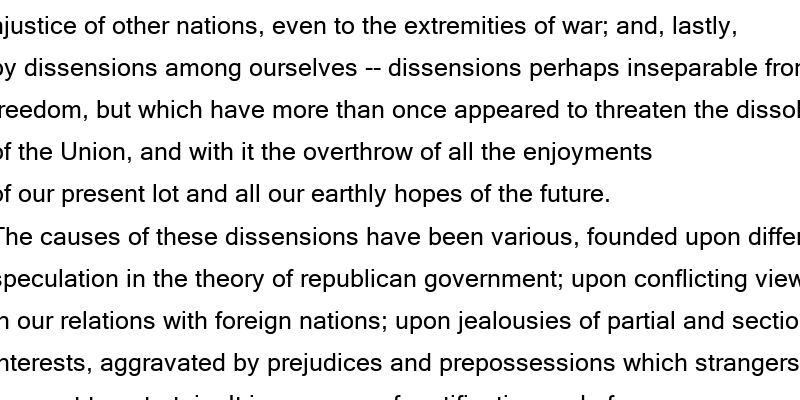 njustice of other nations, even to the extremities of war; and, lastly,
by dissensions among ourselves -- dissensions perhaps inseparable from
freedom, but which have more than once appeared to threaten the dissol
of the Union, and with it the overthrow of all the enjoyments
of our present lot and all our earthly hopes of the future.
The causes of these dissensions have been various, founded upon differ
speculation in the theory of republican government; upon conflicting view
n our relations with foreign nations; upon jealousies of partial and sectio
nterests, aggravated by prejudices and prepossessions which strangers